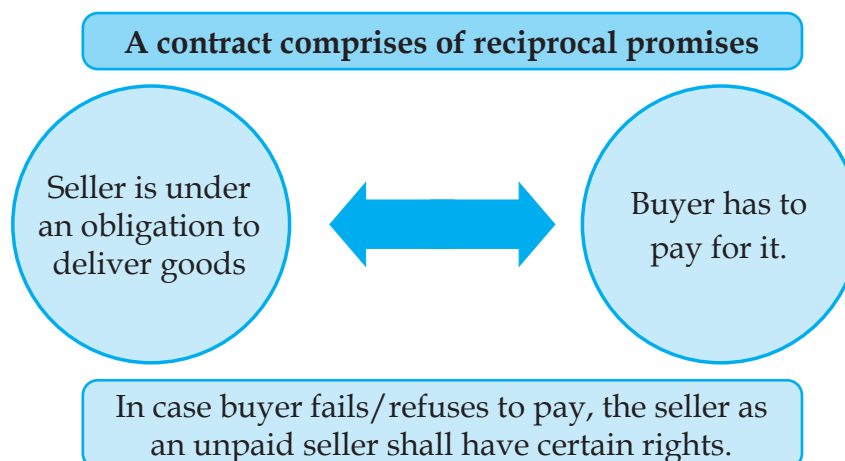 A contract comprises of reciprocal promises
Seller is under
an obligation to
deliver goods
Buyer has to
pay for it.
In case buyer fails/refuses to pay, the seller as
an unpaid seller shall have certain rights.